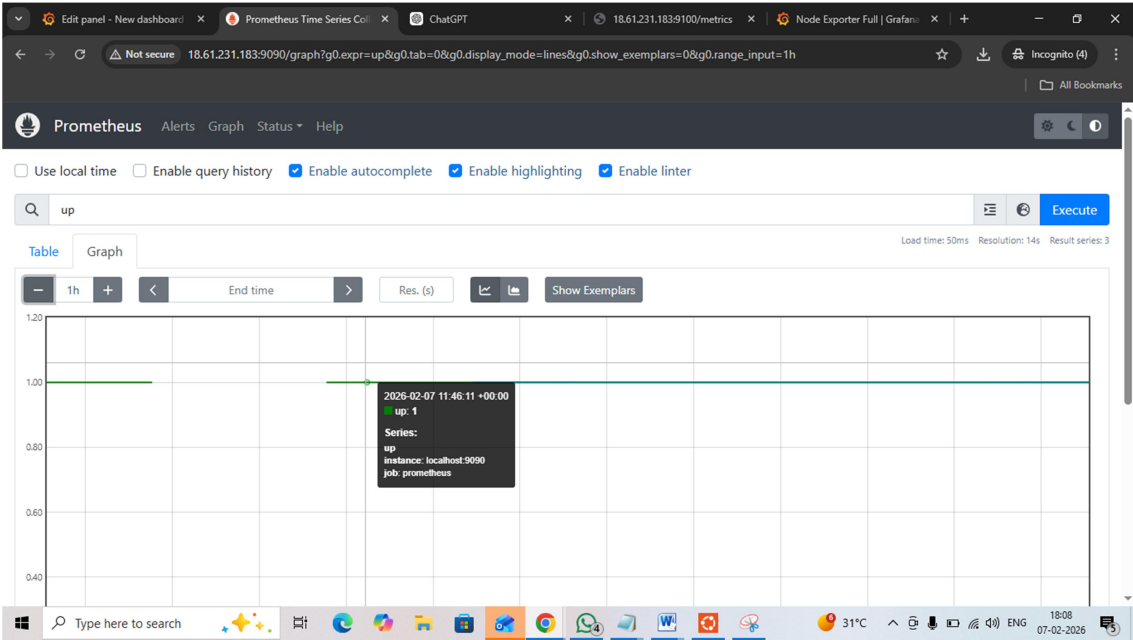 Edit panel - New dashboard
Prometheus Time Series Coll
ChatGPT
18.61.231.183:9100/metrics
Node Exporter Full | Grafana
Not secure
18.61.231.183:9090/graph?g0.expr=up&g0.tab=0&g0.display_mode=lines&g0.show_exemplars=0&g0.range_input=1h
Incognito (4)
All Bookmarks
Prometheus Alerts Graph Status Help
Use local time Enable query history Enable autocomplete Enable highlighting Enable linter
up
Execute
Load time: 50ms Resolution: 14s Result series: 3
Table Graph
− 1h + < End time > Res. (s) Show Exemplars
1.20
1.00
2026-02-07 11:46:11 +00:00
up: 1
Series:
up
instance: localhost:9090
job: prometheus
0.80
0.60
0.40
Type here to search
4
6
31°C
ENG
18:08
07-02-2026
5